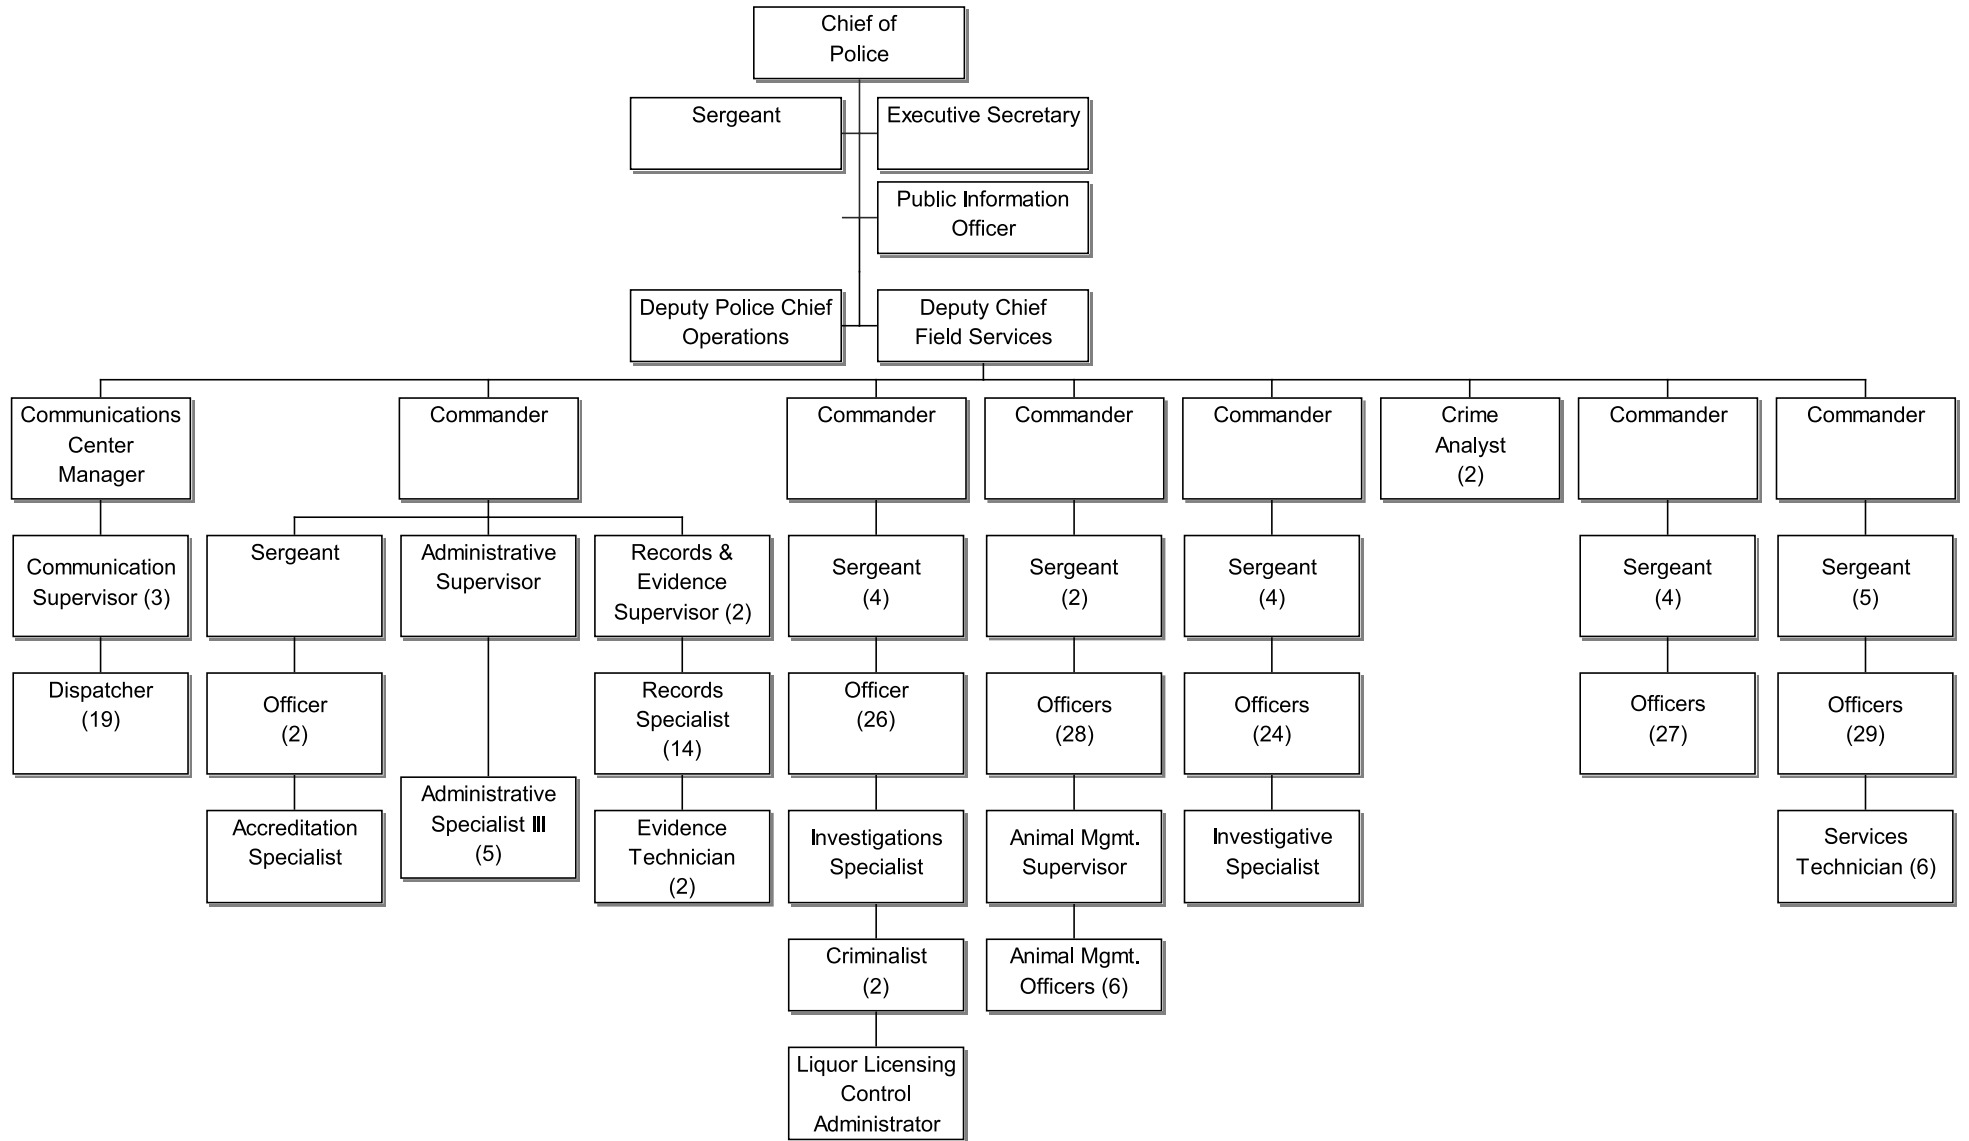 Chief of
Police
Sergeant
Executive Secretary
Public Information
Officer
Deputy Police Chief
Operations
Deputy Chief
Field Services
Communications
Center
Manager
Commander
Commander
Commander
Commander
Crime
Analyst
(2)
Commander
Commander
Communication
Supervisor (3)
Sergeant
Administrative
Supervisor
Records &
Evidence
Supervisor (2)
Sergeant
(4)
Sergeant
(2)
Sergeant
(4)
Sergeant
(4)
Sergeant
(5)
Dispatcher
(19)
Officer
(2)
Records
Specialist
(14)
Officer
(26)
Officers
(28)
Officers
(24)
Officers
(27)
Officers
(29)
Accreditation
Specialist
Administrative
Specialist III
(5)
Evidence
Technician
(2)
Investigations
Specialist
Animal Mgmt.
Supervisor
Investigative
Specialist
Services
Technician (6)
Criminalist
(2)
Animal Mgmt.
Officers (6)
Liquor Licensing
Control
Administrator